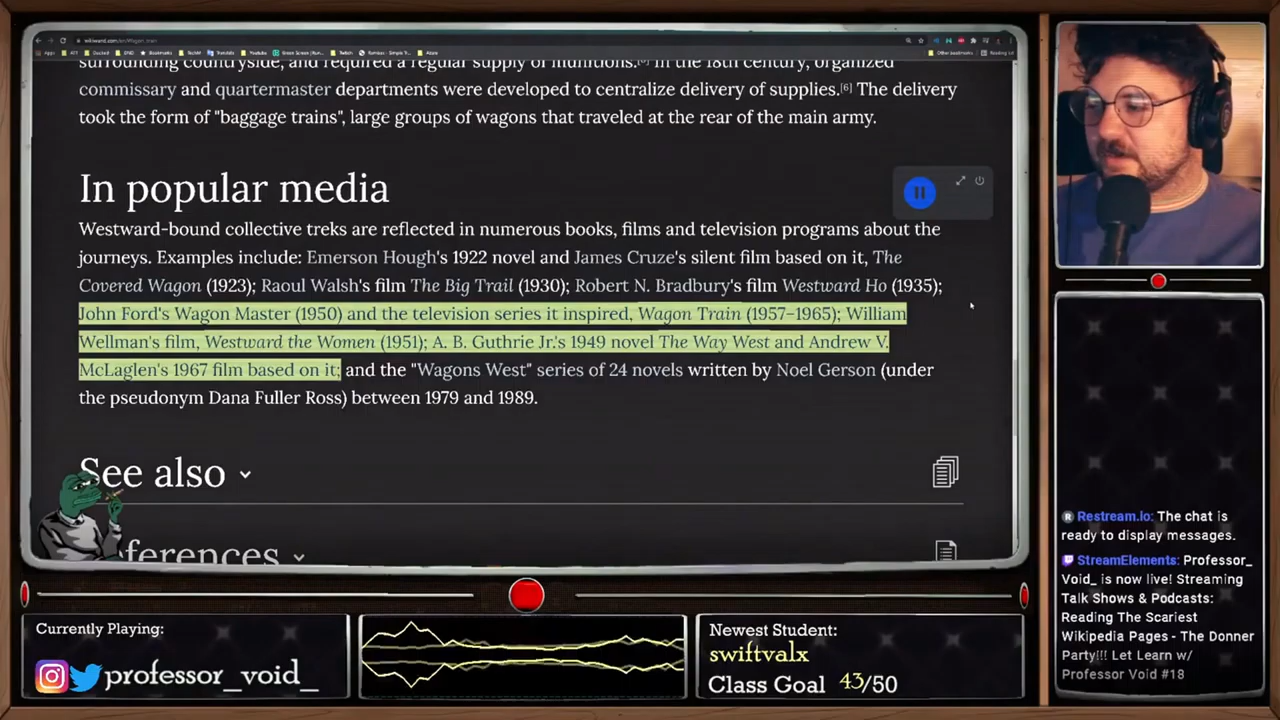 surrounding countryside, and required a regular supply of munitions. In the 18th century, organized
commissary and quartermaster departments were developed to centralize delivery of supplies.[6] The delivery
took the form of "baggage trains", large groups of wagons that traveled at the rear of the main army.
In popular media
Westward-bound collective treks are reflected in numerous books, films and television programs about the
journeys. Examples include: Emerson Hough's 1922 novel and James Cruze's silent film based on it, The
Covered Wagon (1923); Raoul Walsh's film The Big Trail (1930); Robert N. Bradbury's film Westward Ho (1935);
John Ford's Wagon Master (1950) and the television series it inspired, Wagon Train (1957–1965); William
Wellman's film, Westward the Women (1951); A. B. Guthrie Jr.'s 1949 novel The Way West and Andrew V.
McLaglen's 1967 film based on it; and the "Wagons West" series of 24 novels written by Noel Gerson (under
the pseudonym Dana Fuller Ross) between 1979 and 1989.
See also
References
Restream.io: The chat is
ready to display messages.
StreamElements: Professor_
Void_ is now live! Streaming
Talk Shows & Podcasts:
Reading The Scariest
Wikipedia Pages - The Donner
Party!!! Let Learn w/
Professor Void #18
Currently Playing:
professor_void_
Newest Student:
swiftvalx
Class Goal 43/50